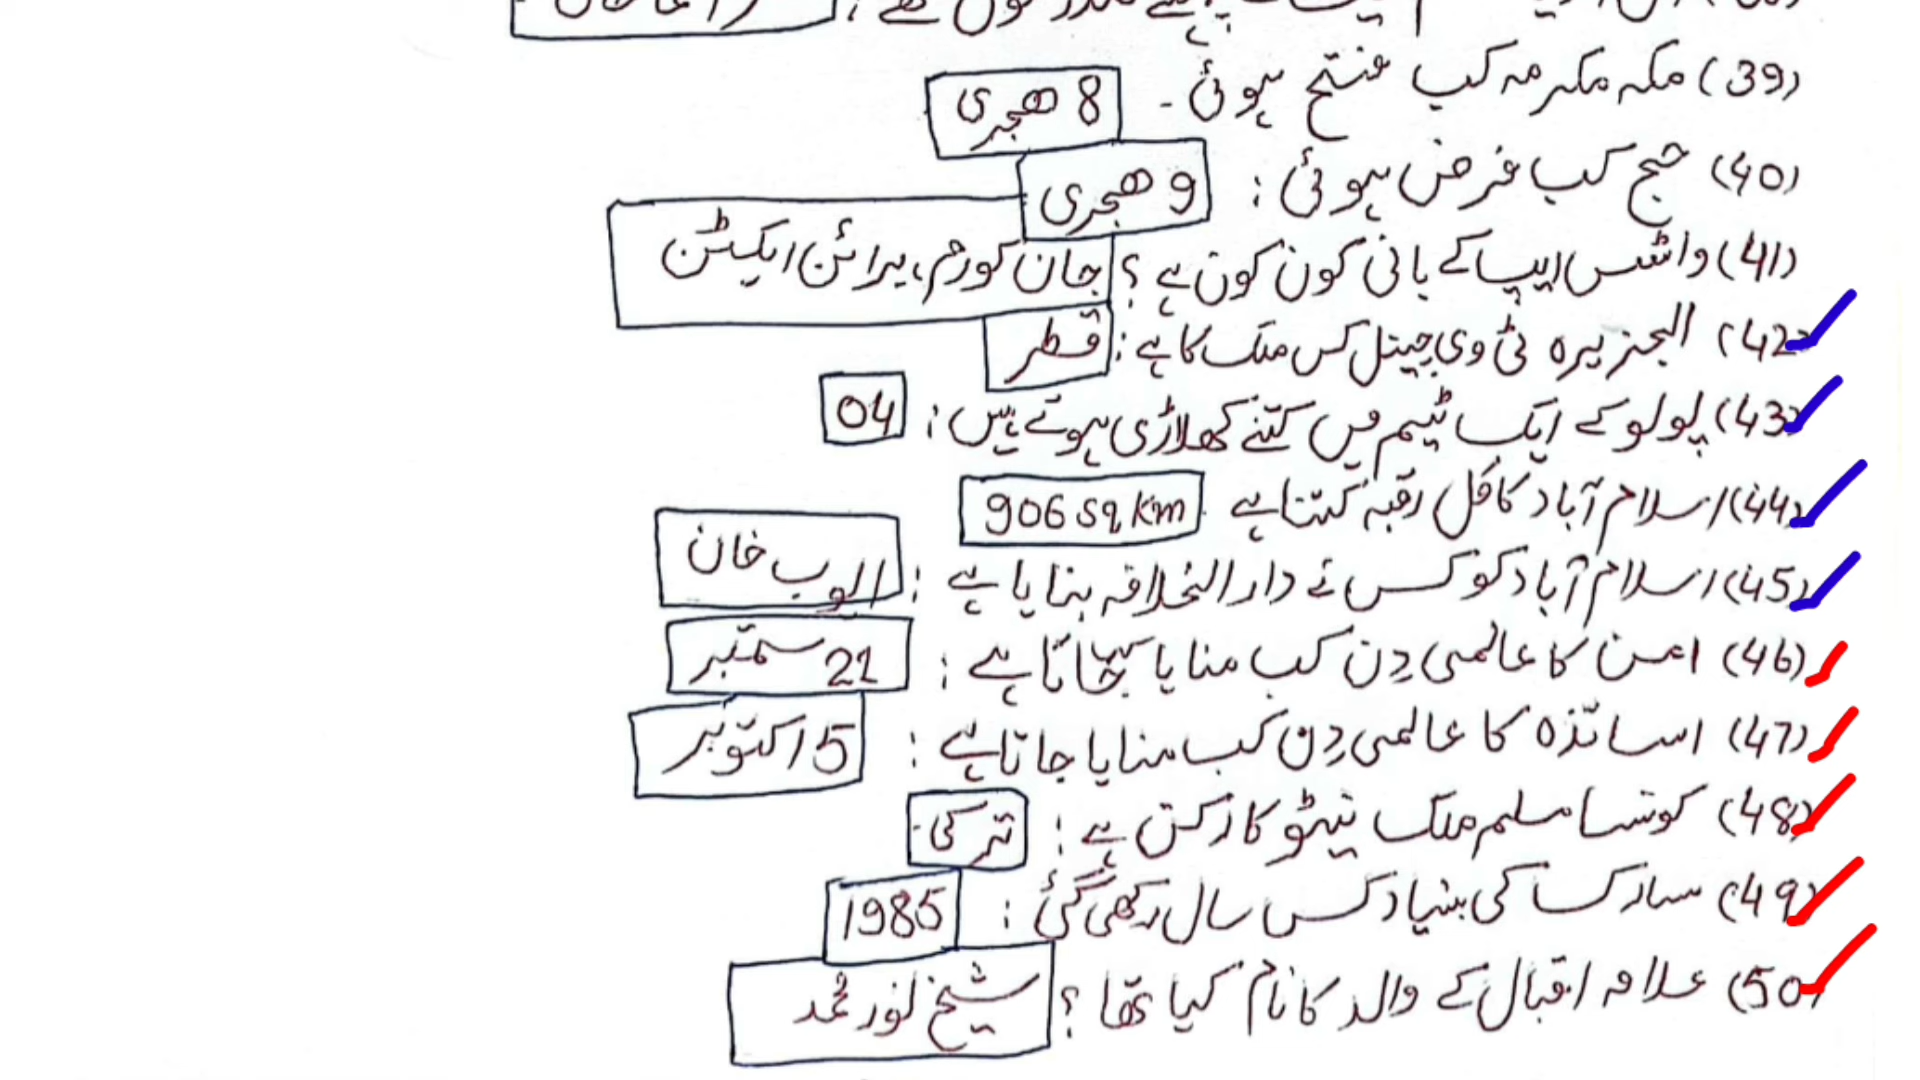 (39) مکہ مکرمہ کب فتح ہوئی - 8 ھجری
(40) حج کب فرض ہوئی : 9 ھجری
(41) واٹس ایپ کے بانی کون کون ہے ؟ جان کورم، برائن ایکٹن
(42) الجزیرہ ٹی وی چینل کس ملک کا ہے : قطر
(43) پولو کے ایک ٹیم میں کتنے کھلاڑی ہوتے ہیں : 04
(44) اسلام آباد کا کل رقبہ کتنا ہے 906 sq km
(45) اسلام آباد کو کس نے دار الخلافہ بنایا ہے : ایوب خان
(46) امن کا عالمی دن کب منایا جاتا ہے : 21 ستمبر
(47) اساتذہ کا عالمی دن کب منایا جاتا ہے : 5 اکتوبر
(48) کونسا مسلم ملک نیٹو کا رکن ہے : ترکی
(49) سارک کی بنیاد کس سال رکھی گئی : 1985
(50) علامہ اقبال کے والد کا نام کیا تھا ؟ شیخ نور محمد